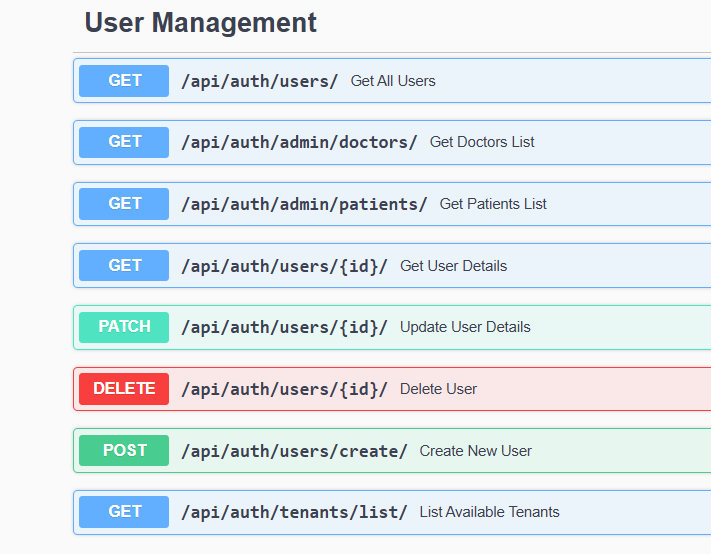 User Management
GET /api/auth/users/ Get All Users
GET /api/auth/admin/doctors/ Get Doctors List
GET /api/auth/admin/patients/ Get Patients List
GET /api/auth/users/{id}/ Get User Details
PATCH /api/auth/users/{id}/ Update User Details
DELETE /api/auth/users/{id}/ Delete User
POST /api/auth/users/create/ Create New User
GET /api/auth/tenants/list/ List Available Tenants